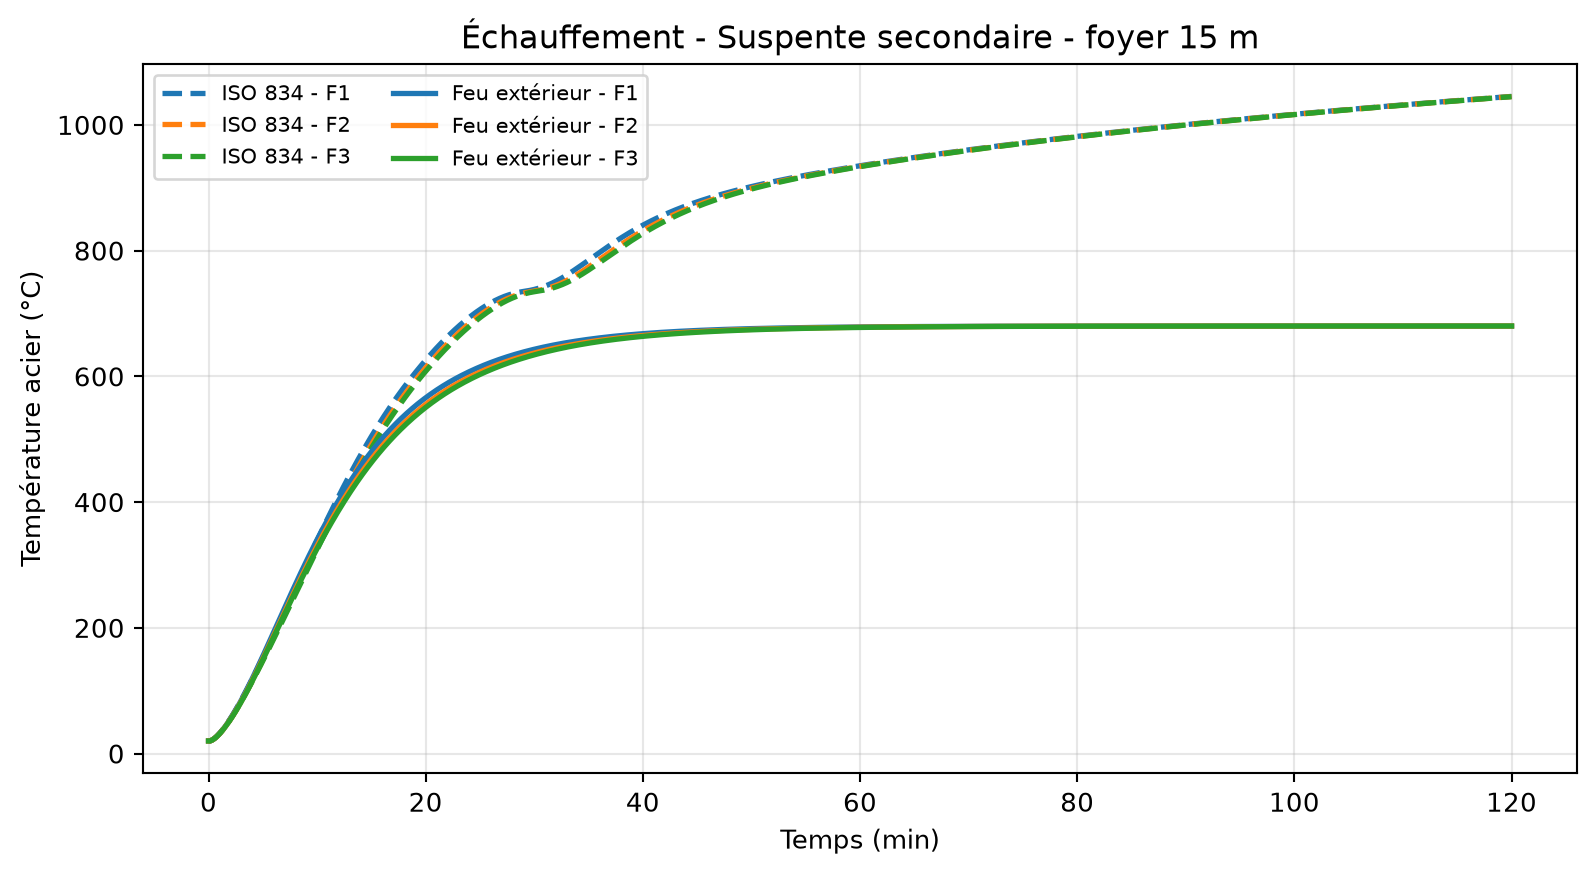 Échauffement - Suspente secondaire - foyer 15 m
ISO 834 - F1
ISO 834 - F2
ISO 834 - F3
Feu extérieur - F1
Feu extérieur - F2
Feu extérieur - F3
Température acier (°C)
1000
800
600
400
200
0
0 20 40 60 80 100 120
Temps (min)